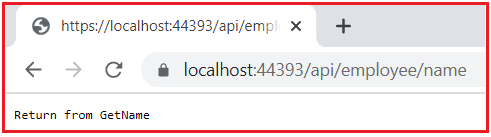 https://localhost:44393/api/empl
localhost:44393/api/employee/name
Return from GetName